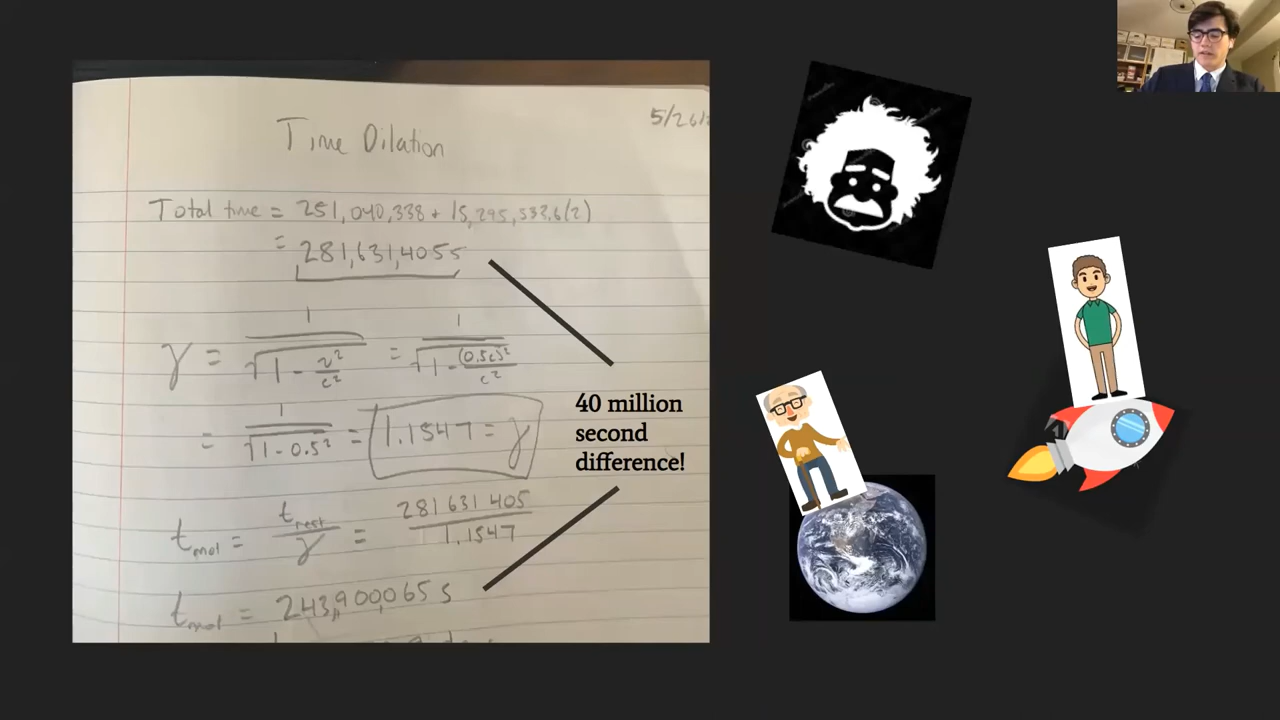 5/26/2
Time Dilation
Total time = 251,040,338 + 15,295,533.6(2)
= 281,631,405s
γ = 1/√(1 - v²/c²) = 1/√(1 - (0.5c)²/c²)
= 1/√(1 - 0.5²) = 1.1547 = γ
40 million
second
difference!
t_mol = t_rest/γ = 281 631 405/1.1547
t_mol = 243,900,065 s